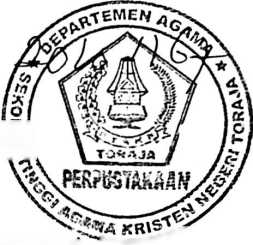 DEPARTEMEN AGAMA
TORAJA
PERPUSTAKAAN
TINGGI AGAMA KRISTEN NEGERI TORAJA